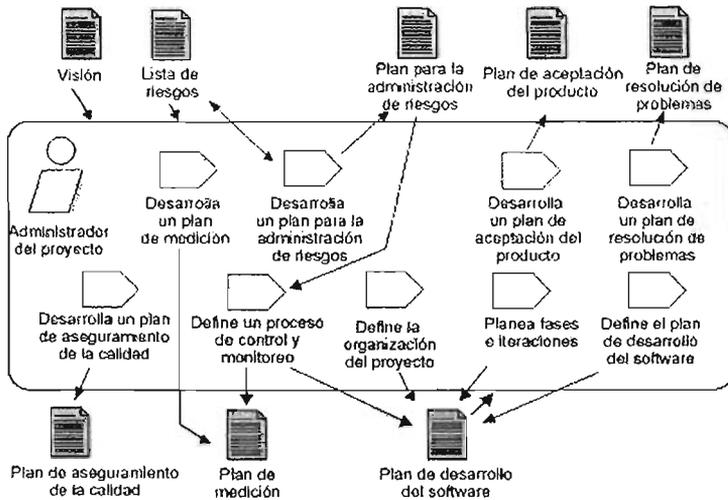 Visión
Lista de
riesgos
Plan para la
administración
de riesgos
Plan de aceptación
del producto
Plan de
resolución de
problemas
Administrador
del proyecto
Desarrolla
un plan
de medición
Desarrolla
un plan para la
administración
de riesgos
Desarrolla
un plan de
aceptación del
producto
Desarrolla
un plan de
resolución de
problemas
Desarrolla un plan
de aseguramiento
de la calidad
Define un proceso
de control y
monitoreo
Define la
organización
del proyecto
Planea fases
e iteraciones
Define el plan
de desarrollo
del software
Plan de aseguramiento
de la calidad
Plan de
medición
Plan de desarrollo
del software